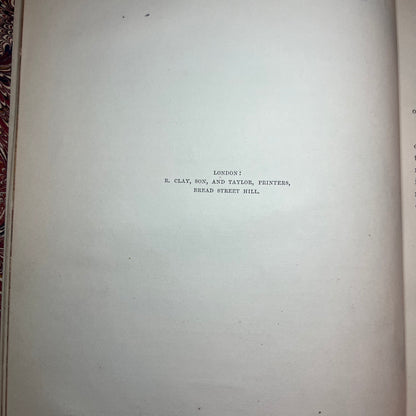 LONDON:
R. CLAY, SON, AND TAYLOR, PRINTERS,
BREAD STREET HILL.